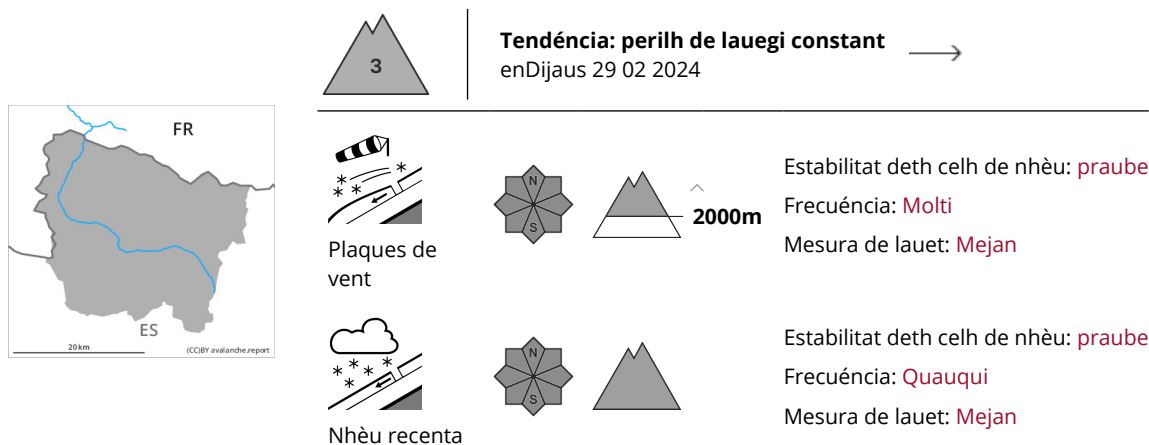 3
Tendéncia: perilh de lauegi constant
enDijaus 29 02 2024
FR
ES
20 km
(CC)BY avalanche.report
Plaques de
vent
N
S
2000m
Estabilitat deth celh de nhèu: praube
Frecuéncia: Molti
Mesura de lauet: Mejan
Nhèu recenta
N
S
Estabilitat deth celh de nhèu: praube
Frecuéncia: Quauqui
Mesura de lauet: Mejan